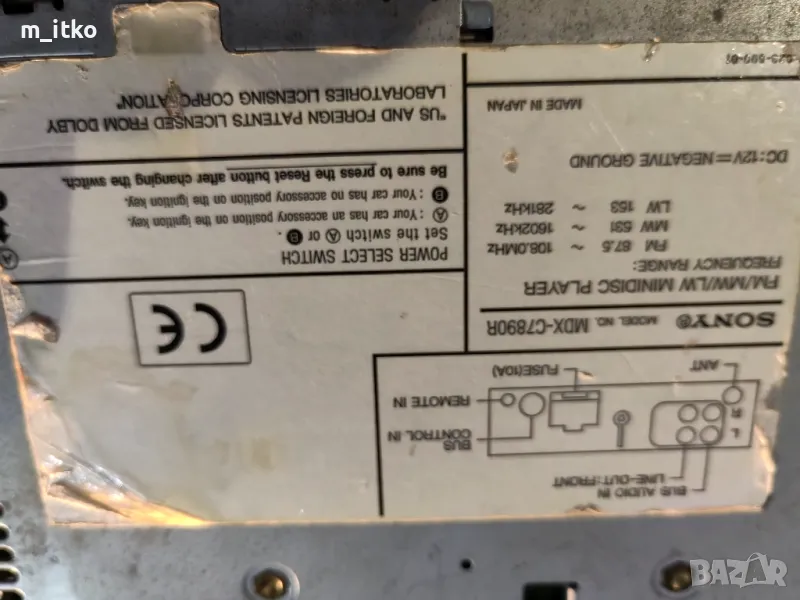 m_itko
BUS AUDIO IN
LINE-OUT:FRONT
BUS
CONTROL IN
REMOTE IN
L
R
ANT
FUSE(10A)
SONY® MODEL NO. MDX-C7890R
FM/MW/LW MINIDISC PLAYER
FREQUENCY RANGE:
FM 87.5 ~ 108.0MHz
MW 531 ~ 1602kHz
LW 153 ~ 281kHz
DC:12V⎓NEGATIVE GROUND
MADE IN JAPAN
CE
POWER SELECT SWITCH
Set the switch Ⓐ or Ⓑ.
Ⓐ : Your car has an accessory position on the ignition key.
Ⓑ : Your car has no accessory position on the ignition key.
Be sure to press the Reset button after changing the switch.
"US AND FOREIGN PATENTS LICENSED FROM DOLBY
LABORATORIES LICENSING CORPORATION"
BAZAR